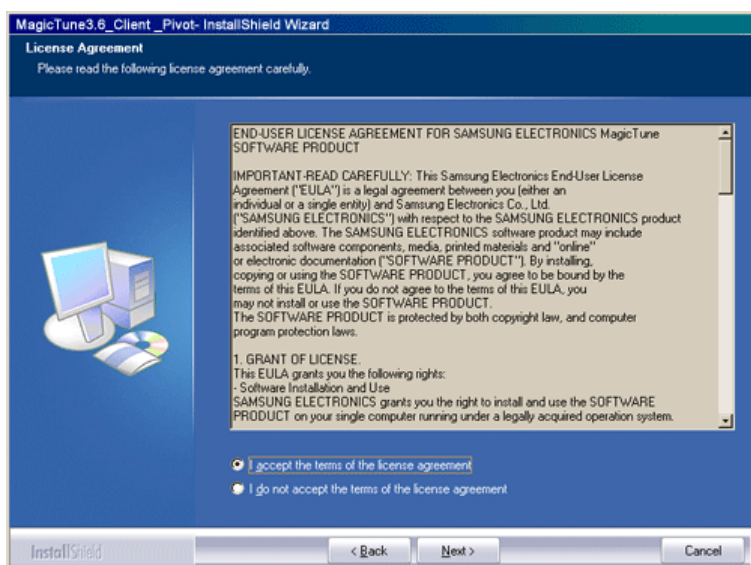 MagicTune3.6_Client _Pivot- InstallShield Wizard
License Agreement
Please read the following license agreement carefully.
END-USER LICENSE AGREEMENT FOR SAMSUNG ELECTRONICS MagicTune
SOFTWARE PRODUCT
IMPORTANT-READ CAREFULLY: This Samsung Electronics End-User License
Agreement ("EULA") is a legal agreement between you (either an
individual or a single entity) and Samsung Electronics Co., Ltd.
("SAMSUNG ELECTRONICS") with respect to the SAMSUNG ELECTRONICS product
identified above. The SAMSUNG ELECTRONICS software product may include
associated software components, media, printed materials and "online"
or electronic documentation ("SOFTWARE PRODUCT"). By installing,
copying or using the SOFTWARE PRODUCT, you agree to be bound by the
terms of this EULA. If you do not agree to the terms of this EULA, you
may not install or use the SOFTWARE PRODUCT.
The SOFTWARE PRODUCT is protected by both copyright law, and computer
program protection laws.
1. GRANT OF LICENSE.
This EULA grants you the following rights:
- Software Installation and Use
SAMSUNG ELECTRONICS grants you the right to install and use the SOFTWARE
PRODUCT on your single computer running under a legally acquired operation system.
I accept the terms of the license agreement
I do not accept the terms of the license agreement
InstallShield
< Back
Next >
Cancel